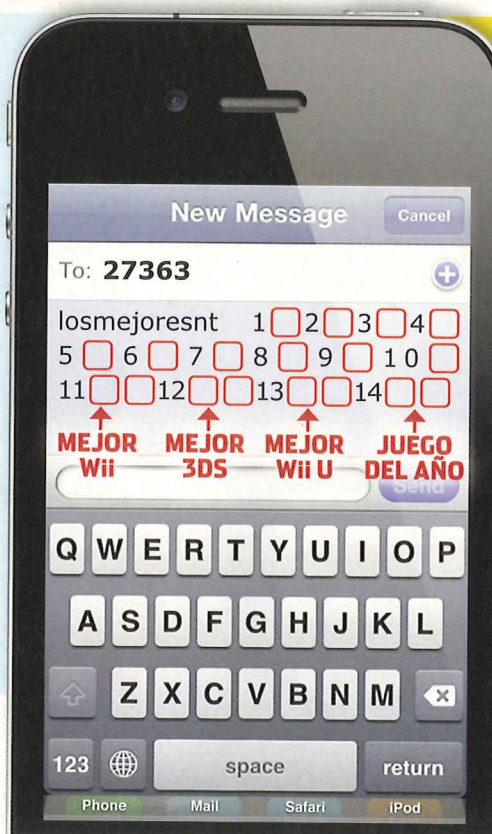 New Message Cancel
To: 27363
losmejoresnt 1 2 3 4
5 6 7 8 9 10
11 12 13 14
MEJOR Wii MEJOR 3DS MEJOR Wii U JUEGO DEL AÑO
Send
Q W E R T Y U I O P
A S D F G H J K L
Z X C V B N M
123 space return
Phone Mail Safari iPod